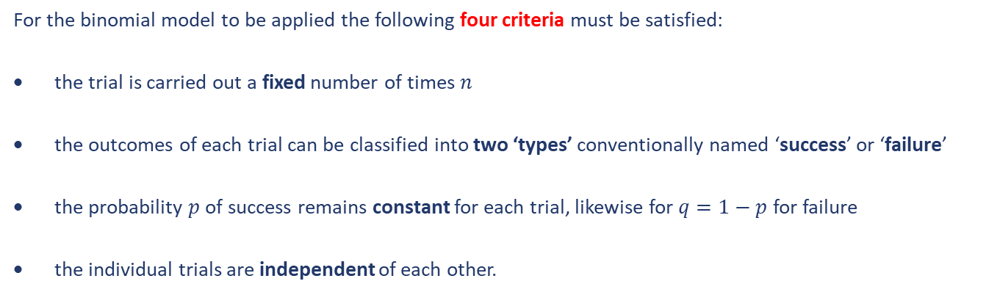 For the binomial model to be applied the following four criteria must be satisfied:
• the trial is carried out a fixed number of times n
• the outcomes of each trial can be classified into two ‘types’ conventionally named ‘success’ or ‘failure’
• the probability p of success remains constant for each trial, likewise for q = 1 − p for failure
• the individual trials are independent of each other.